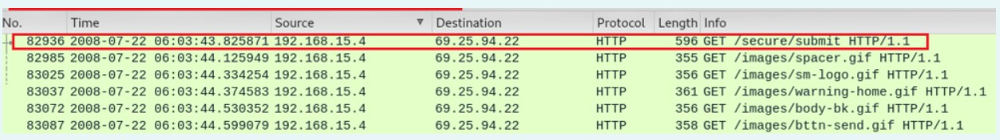 No. Time Source Destination Protocol Length Info
82936 2008-07-22 06:03:43.825871 192.168.15.4 69.25.94.22 HTTP 596 GET /secure/submit HTTP/1.1
82985 2008-07-22 06:03:44.125949 192.168.15.4 69.25.94.22 HTTP 355 GET /images/spacer.gif HTTP/1.1
83025 2008-07-22 06:03:44.334254 192.168.15.4 69.25.94.22 HTTP 356 GET /images/sm-logo.gif HTTP/1.1
83037 2008-07-22 06:03:44.374583 192.168.15.4 69.25.94.22 HTTP 361 GET /images/warning-home.gif HTTP/1.1
83072 2008-07-22 06:03:44.530352 192.168.15.4 69.25.94.22 HTTP 356 GET /images/body-bk.gif HTTP/1.1
83087 2008-07-22 06:03:44.599079 192.168.15.4 69.25.94.22 HTTP 358 GET /images/bttn-send.gif HTTP/1.1